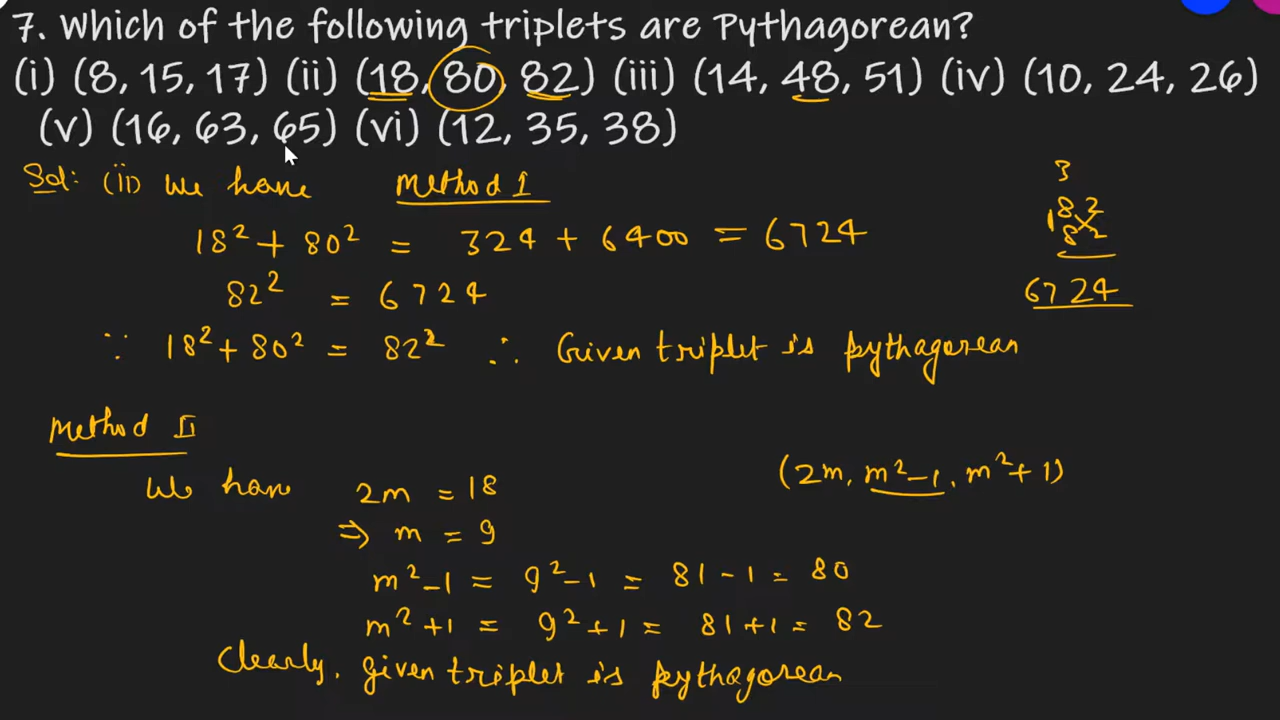 7. Which of the following triplets are Pythagorean?
(i) (8, 15, 17) (ii) (18, 80, 82) (iii) (14, 48, 51) (iv) (10, 24, 26)
(v) (16, 63, 65) (vi) (12, 35, 38)
Sol: (ii) We have Method I
18² + 80² = 324 + 6400 = 6724
82² = 6724
∵ 18² + 80² = 82² ∴ Given triplet is pythagorean
3
182
82
6724
Method II
We have 2m = 18
(2m, m²-1, m²+1)
⇒ m = 9
m²-1 = 9²-1 = 81-1 = 80
m²+1 = 9²+1 = 81+1 = 82
Clearly, given triplet is pythagorean